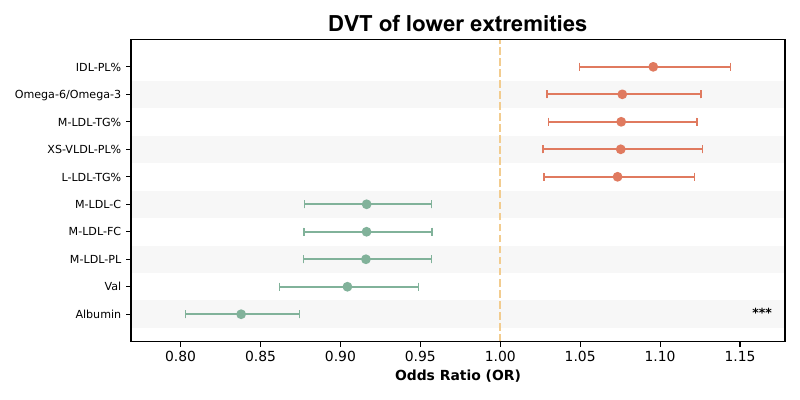 DVT of lower extremities
IDL-PL%
Omega-6/Omega-3
M-LDL-TG%
XS-VLDL-PL%
L-LDL-TG%
M-LDL-C
M-LDL-FC
M-LDL-PL
Val
Albumin ***
0.80 0.85 0.90 0.95 1.00 1.05 1.10 1.15
Odds Ratio (OR)